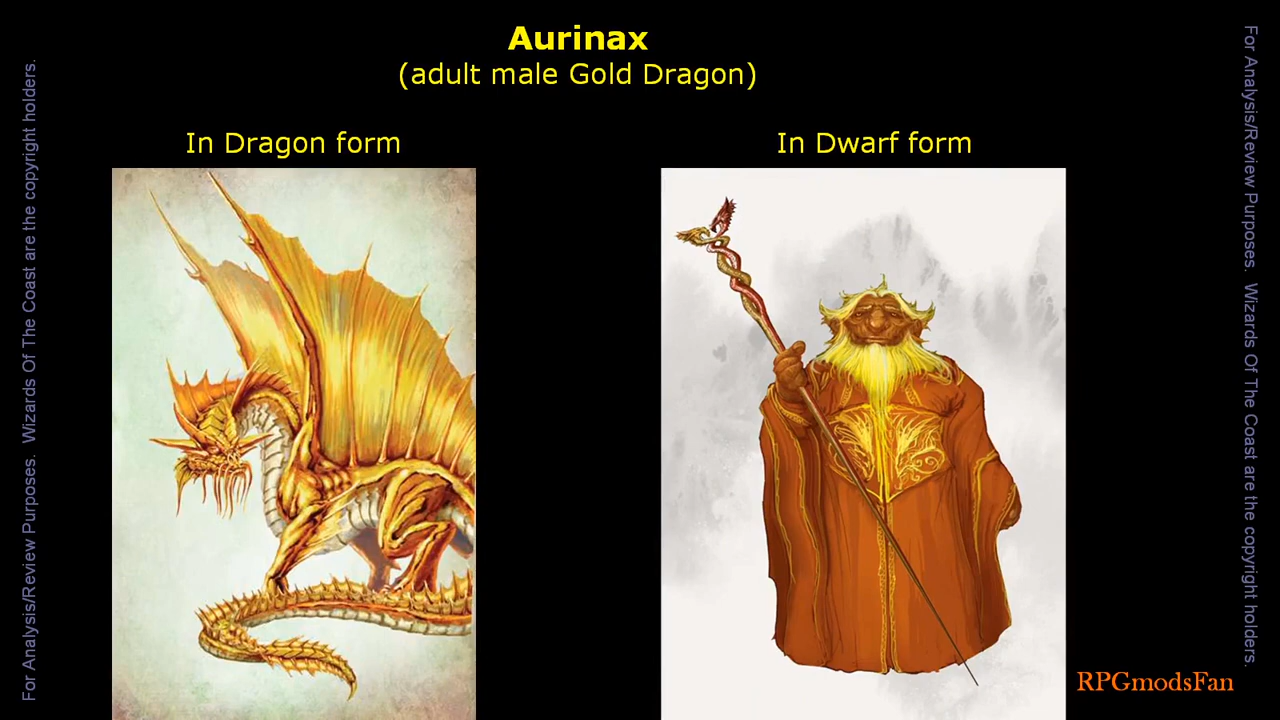 Aurinax
(adult male Gold Dragon)
In Dragon form
In Dwarf form
For Analysis/Review Purposes.  Wizards Of The Coast are the copyright holders.
For Analysis/Review Purposes.  Wizards Of The Coast are the copyright holders.
RPGmodsFan